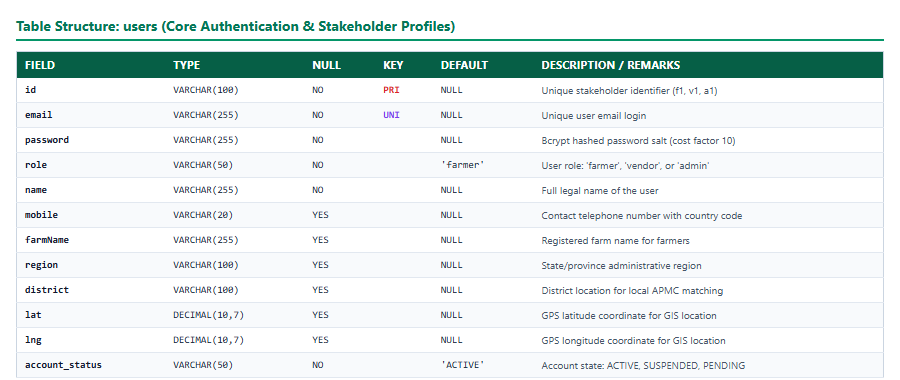 Table Structure: users (Core Authentication & Stakeholder Profiles)
FIELD TYPE NULL KEY DEFAULT DESCRIPTION / REMARKS
id VARCHAR(100) NO PRI NULL Unique stakeholder identifier (f1, v1, a1)
email VARCHAR(255) NO UNI NULL Unique user email login
password VARCHAR(255) NO NULL Bcrypt hashed password salt (cost factor 10)
role VARCHAR(50) NO 'farmer' User role: 'farmer', 'vendor', or 'admin'
name VARCHAR(255) NO NULL Full legal name of the user
mobile VARCHAR(20) YES NULL Contact telephone number with country code
farmName VARCHAR(255) YES NULL Registered farm name for farmers
region VARCHAR(100) YES NULL State/province administrative region
district VARCHAR(100) YES NULL District location for local APMC matching
lat DECIMAL(10,7) YES NULL GPS latitude coordinate for GIS location
lng DECIMAL(10,7) YES NULL GPS longitude coordinate for GIS location
account_status VARCHAR(50) NO 'ACTIVE' Account state: ACTIVE, SUSPENDED, PENDING